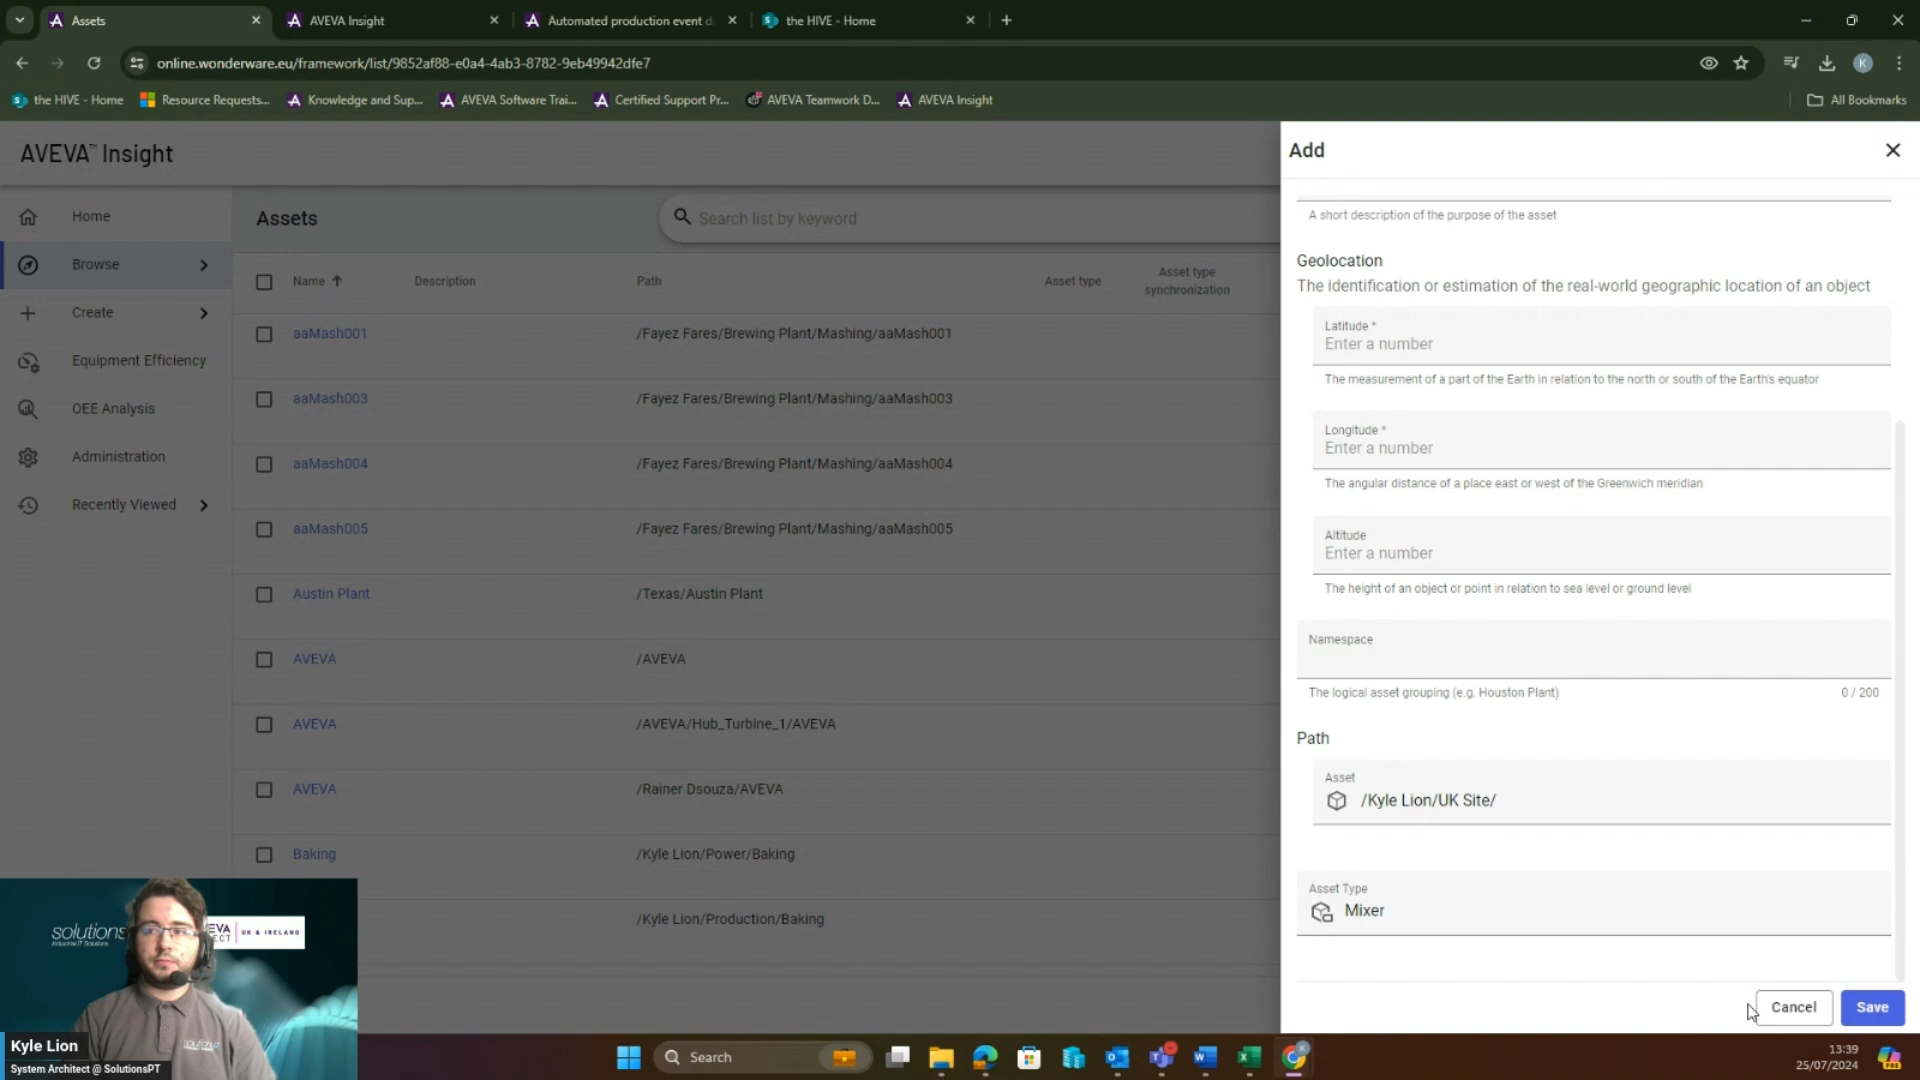 Assets
AVEVA Insight
Automated production event d
the HIVE - Home
online.wonderware.eu/framework/list/9852af88-e0a4-4ab3-8782-9eb49942dfe7
the HIVE - Home
Resource Requests...
Knowledge and Sup...
AVEVA Software Trai...
Certified Support Pr...
AVEVA Teamwork D...
AVEVA Insight
All Bookmarks
AVEVA™ Insight
Home
Browse
Create
Equipment Efficiency
OEE Analysis
Administration
Recently Viewed
Assets
Search list by keyword
Name
Description
Path
Asset type
Asset type
synchronization
aaMash001 /Fayez Fares/Brewing Plant/Mashing/aaMash001
aaMash003 /Fayez Fares/Brewing Plant/Mashing/aaMash003
aaMash004 /Fayez Fares/Brewing Plant/Mashing/aaMash004
aaMash005 /Fayez Fares/Brewing Plant/Mashing/aaMash005
Austin Plant /Texas/Austin Plant
AVEVA /AVEVA
AVEVA /AVEVA/Hub_Turbine_1/AVEVA
AVEVA /Rainer Dsouza/AVEVA
Baking /Kyle Lion/Power/Baking
/Kyle Lion/Production/Baking
Add
A short description of the purpose of the asset
Geolocation
The identification or estimation of the real-world geographic location of an object
Latitude *
Enter a number
The measurement of a part of the Earth in relation to the north or south of the Earth's equator
Longitude *
Enter a number
The angular distance of a place east or west of the Greenwich meridian
Altitude
Enter a number
The height of an object or point in relation to sea level or ground level
Namespace
The logical asset grouping (e.g. Houston Plant) 0 / 200
Path
Asset
/Kyle Lion/UK Site/
Asset Type
Mixer
Cancel
Save
solutions
Industrial IT Solutions
UK & IRELAND
Kyle Lion
System Architect @ SolutionsPT
Search
13:39
25/07/2024